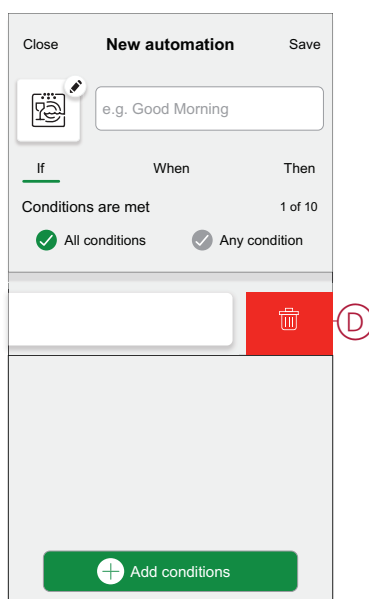 Close New automation Save
e.g. Good Morning
If When Then
Conditions are met 1 of 10
All conditions Any condition
D
Add conditions